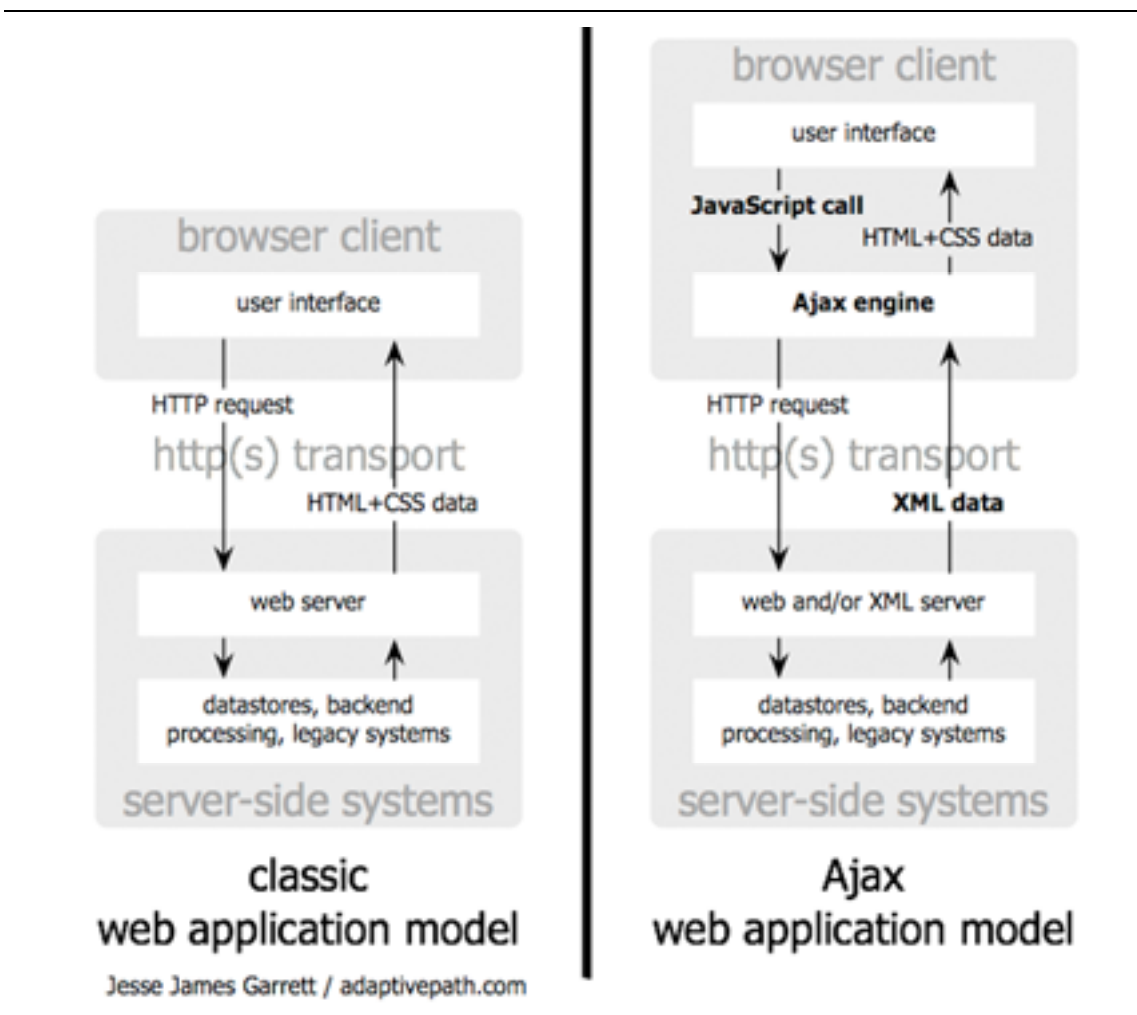 browser client
user interface
HTTP request
http(s) transport
HTML+CSS data
web server
datastores, backend
processing, legacy systems
server-side systems
classic
web application model
Jesse James Garrett / adaptivepath.com
browser client
user interface
JavaScript call
HTML+CSS data
Ajax engine
HTTP request
http(s) transport
XML data
web and/or XML server
datastores, backend
processing, legacy systems
server-side systems
Ajax
web application model